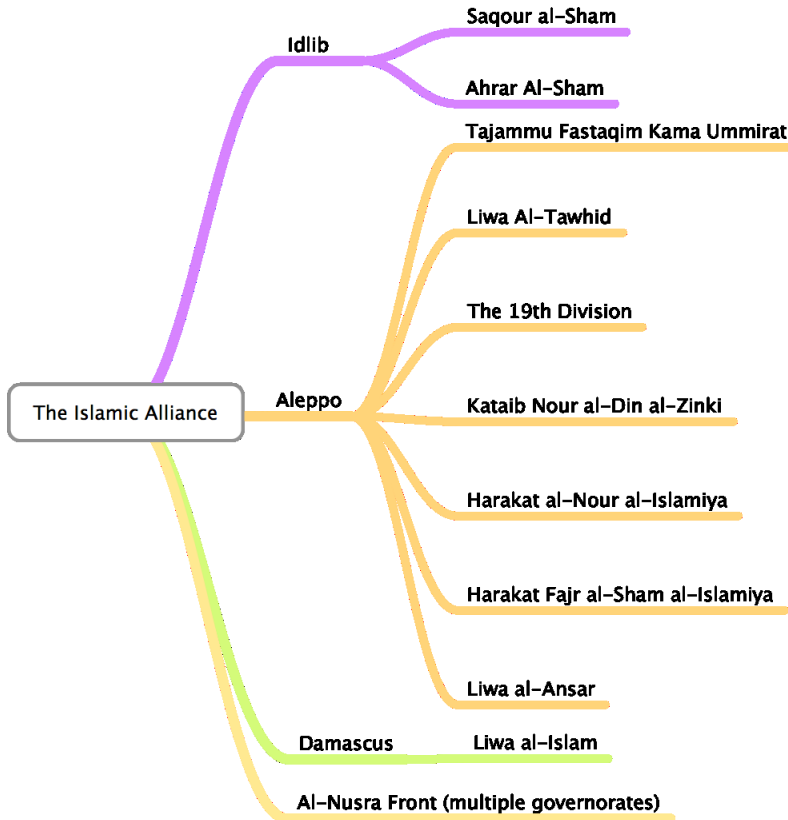 Saqour al-Sham
Idlib
Ahrar Al-Sham
Tajammu Fastaqim Kama Ummirat
Liwa Al-Tawhid
The 19th Division
Aleppo
The Islamic Alliance
Kataib Nour al-Din al-Zinki
Harakat al-Nour al-Islamiya
Harakat Fajr al-Sham al-Islamiya
Liwa al-Ansar
Damascus
Liwa al-Islam
Al-Nusra Front (multiple governorates)